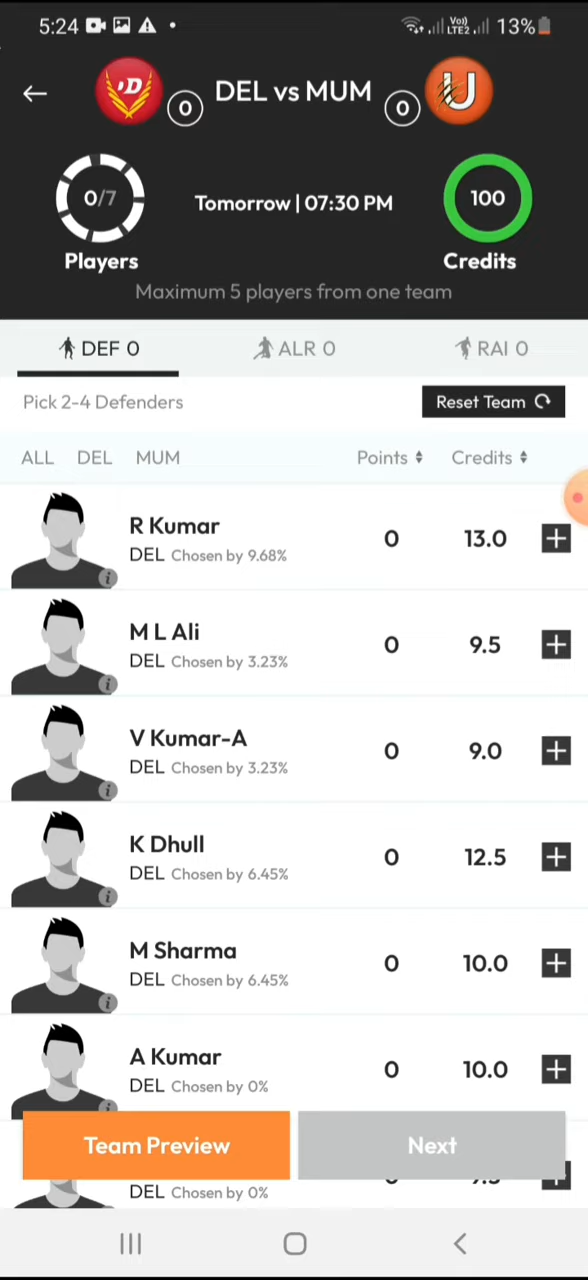 5:24 Vo)) LTE2 13%
D 0 DEL vs MUM 0 U
0/7 Tomorrow | 07:30 PM 100
Players Credits
Maximum 5 players from one team
DEF 0 ALR 0 RAI 0
Pick 2-4 Defenders Reset Team
ALL DEL MUM Points Credits
R Kumar
DEL Chosen by 9.68% 0 13.0
M L Ali
DEL Chosen by 3.23% 0 9.5
V Kumar-A
DEL Chosen by 3.23% 0 9.0
K Dhull
DEL Chosen by 6.45% 0 12.5
M Sharma
DEL Chosen by 6.45% 0 10.0
A Kumar
DEL Chosen by 0% 0 10.0
Team Preview Next
DEL Chosen by 0%